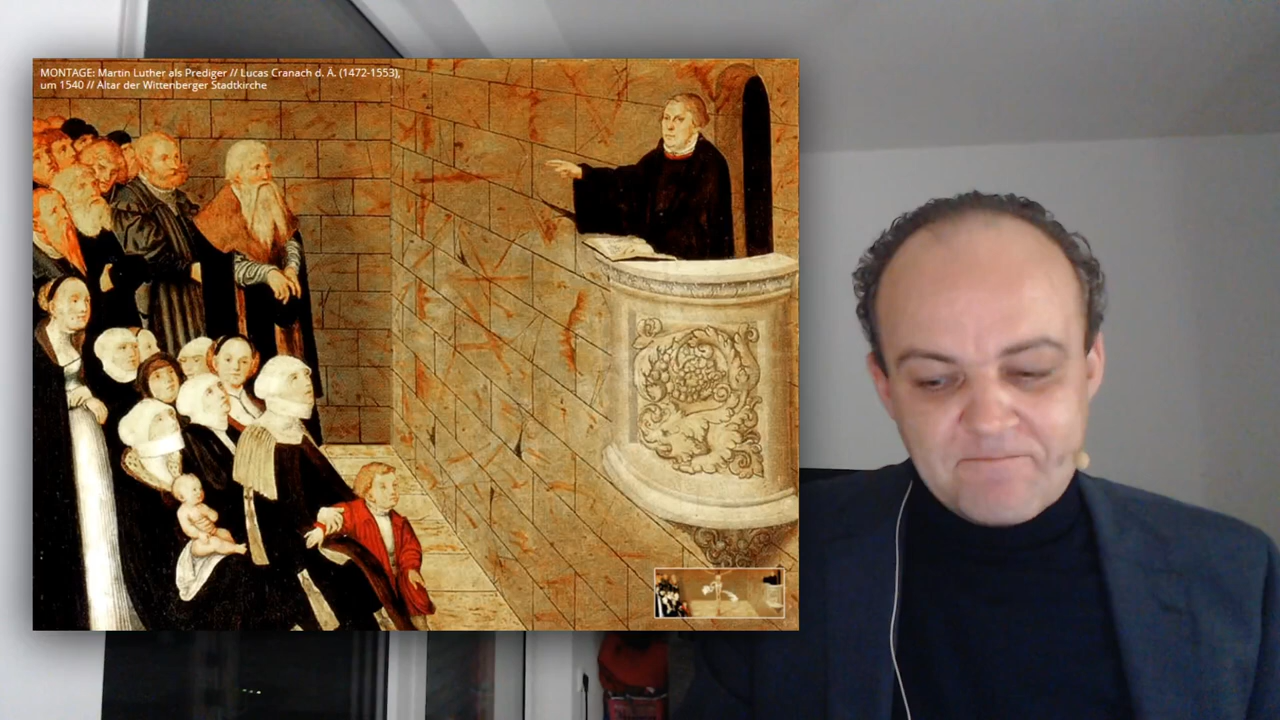 MONTAGE: Martin Luther als Prediger // Lucas Cranach d. Ä. (1472-1553),
um 1540 // Altar der Wittenberger Stadtkirche